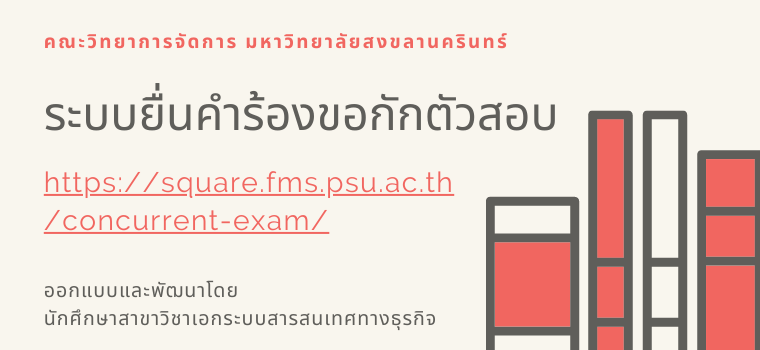 คณะวิทยาการจัดการ มหาวิทยาลัยสงขลานครินทร์
ระบบยื่นคำร้องขอกักตัวสอบ
https://square.fms.psu.ac.th
/concurrent-exam/
ออกแบบและพัฒนาโดย
นักศึกษาสาขาวิชาเอกระบบสารสนเทศทางธุรกิจ